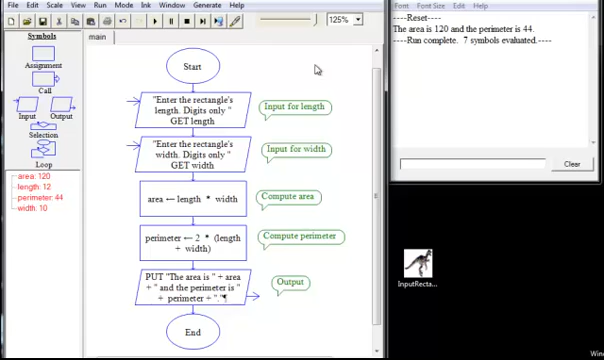 File Edit Scale View Run Mode Ink Window Generate Help
125%
Symbols
Assignment
Call
Input Output
Selection
Loop
area: 120
length: 12
perimeter: 44
width: 10
main
Start
"Enter the rectangle's
length. Digits only "
GET length
Input for length
"Enter the rectangle's
width. Digits only "
GET width
Input for width
area ← length * width
Compute area
perimeter ← 2 * (length
+ width)
Compute perimeter
PUT "The area is " + area
+ " and the perimeter is "
+ perimeter + "."¶
Output
End
Font Font Size Edit Help
----Reset----
The area is 120 and the perimeter is 44.
----Run complete. 7 symbols evaluated.----
Clear
InputRecta...
Wind